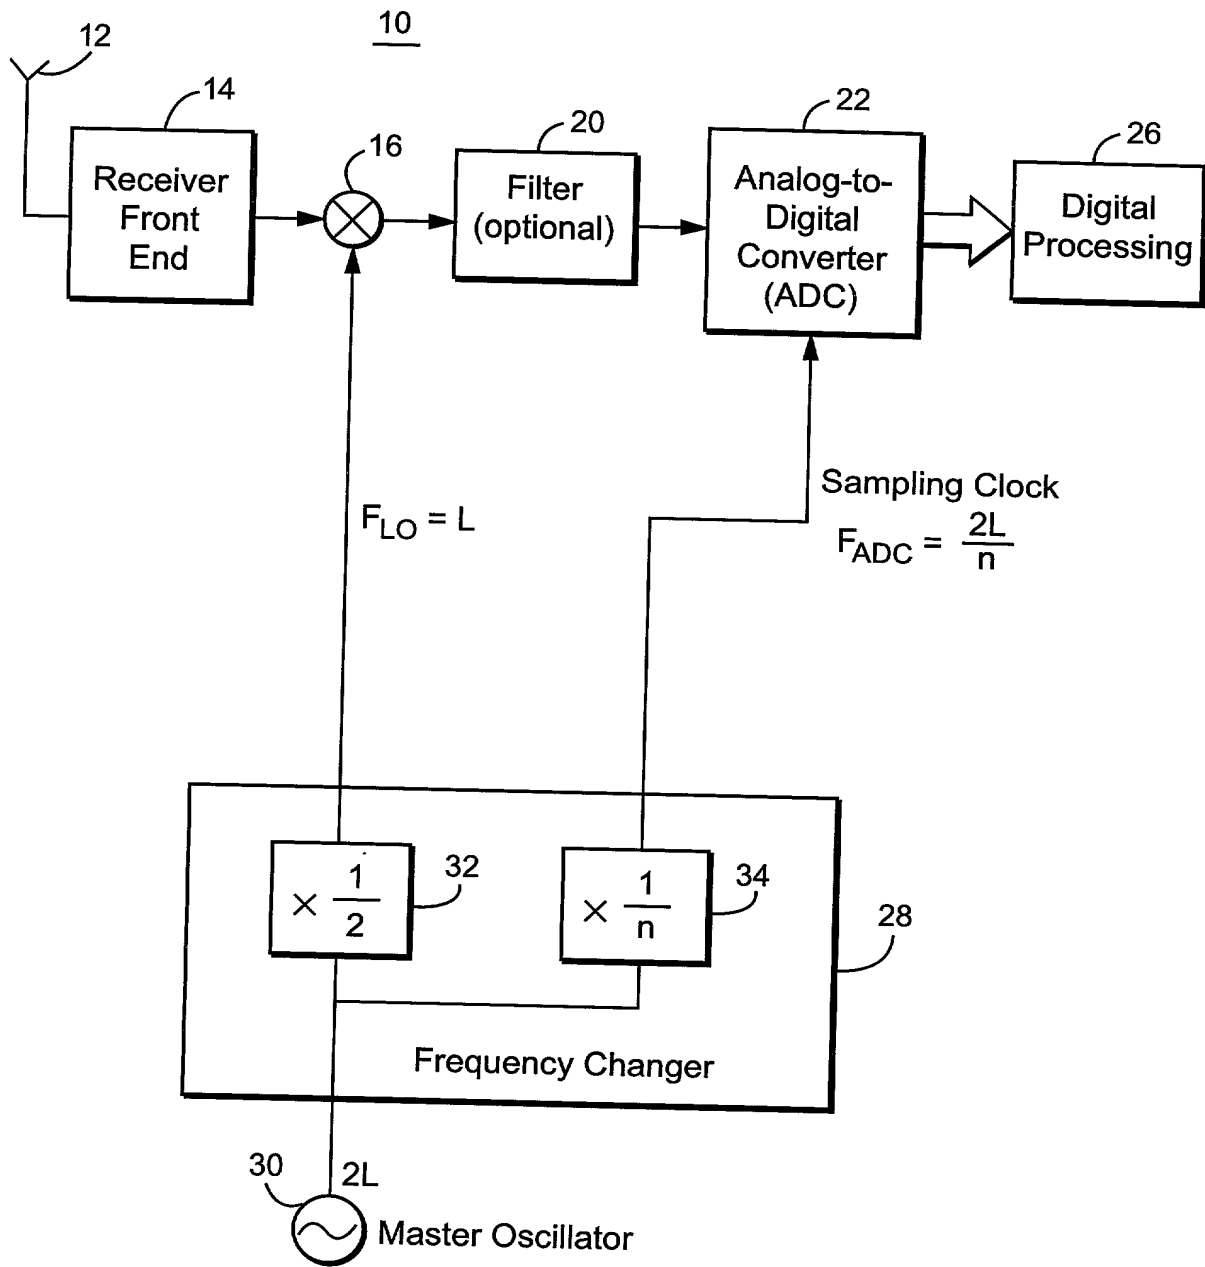 10
12
14
Receiver
Front
End
16
20
Filter
(optional)
22
Analog-to-
Digital
Converter
(ADC)
26
Digital
Processing
F_LO = L
Sampling Clock
F_ADC = 2L/n
× 1/2
32
× 1/n
34
28
Frequency Changer
30
2L
Master Oscillator